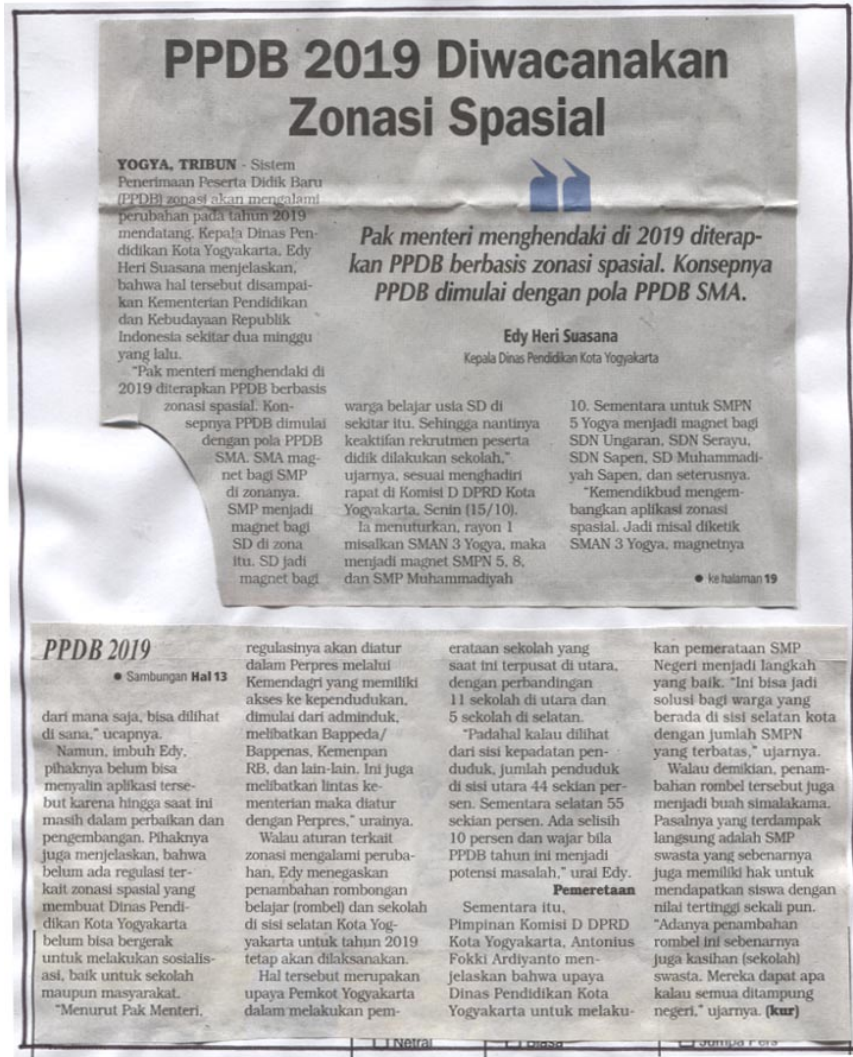 PPDB 2019 Diwacanakan
Zonasi Spasial
YOGYA, TRIBUN - Sistem
Penerimaan Peserta Didik Baru
(PPDB) zonasi akan mengalami
perubahan pada tahun 2019
mendatang. Kepala Dinas Pen-
didikan Kota Yogyakarta, Edy
Heri Suasana menjelaskan,
bahwa hal tersebut disampai-
kan Kementerian Pendidikan
dan Kebudayaan Republik
Indonesia sekitar dua minggu
yang lalu.
"Pak menteri menghendaki di
2019 diterapkan PPDB berbasis
zonasi spasial. Kon-
sepnya PPDB dimulai
dengan pola PPDB
SMA. SMA mag-
net bagi SMP
di zonanya.
SMP menjadi
magnet bagi
SD di zona
itu. SD jadi
magnet bagi
Pak menteri menghendaki di 2019 diterap-
kan PPDB berbasis zonasi spasial. Konsepnya
PPDB dimulai dengan pola PPDB SMA.
Edy Heri Suasana
Kepala Dinas Pendidikan Kota Yogyakarta
warga belajar usia SD di
sekitar itu. Sehingga nantinya
keaktifan rekrutmen peserta
didik dilakukan sekolah,"
ujarnya, sesuai menghadiri
rapat di Komisi D DPRD Kota
Yogyakarta, Senin (15/10).
Ia menuturkan, rayon 1
misalkan SMAN 3 Yogya, maka
menjadi magnet SMPN 5, 8,
dan SMP Muhammadiyah
10. Sementara untuk SMPN
5 Yogya menjadi magnet bagi
SDN Ungaran, SDN Serayu,
SDN Sapen, SD Muhammadi-
yah Sapen, dan seterusnya.
"Kemendikbud mengem-
bangkan aplikasi zonasi
spasial. Jadi misal diketik
SMAN 3 Yogya, magnetnya
● ke halaman 19
PPDB 2019
● Sambungan Hal 13
dari mana saja, bisa dilihat
di sana," ucapnya.
Namun, imbuh Edy,
pihaknya belum bisa
menyalin aplikasi terse-
but karena hingga saat ini
masih dalam perbaikan dan
pengembangan. Pihaknya
juga menjelaskan, bahwa
belum ada regulasi ter-
kait zonasi spasial yang
membuat Dinas Pendi-
dikan Kota Yogyakarta
belum bisa bergerak
untuk melakukan sosialis-
asi, baik untuk sekolah
maupun masyarakat.
"Menurut Pak Menteri,
regulasinya akan diatur
dalam Perpres melalui
Kemendagri yang memiliki
akses ke kependudukan,
dimulai dari adminduk,
melibatkan Bappeda/
Bappenas, Kemenpan
RB, dan lain-lain. Ini juga
melibatkan lintas ke-
menterian maka diatur
dengan Perpres," urainya.
Walau aturan terkait
zonasi mengalami peruba-
han, Edy menegaskan
penambahan rombongan
belajar (rombel) dan sekolah
di sisi selatan Kota Yog-
yakarta untuk tahun 2019
tetap akan dilaksanakan.
Hal tersebut merupakan
upaya Pemkot Yogyakarta
dalam melakukan pem-
erataan sekolah yang
saat ini terpusat di utara,
dengan perbandingan
11 sekolah di utara dan
5 sekolah di selatan.
"Padahal kalau dilihat
dari sisi kepadatan pen-
duduk, jumlah penduduk
di sisi utara 44 sekian per-
sen. Sementara selatan 55
sekian persen. Ada selisih
10 persen dan wajar bila
PPDB tahun ini menjadi
potensi masalah," urai Edy.
Pemeretaan
Sementara itu,
Pimpinan Komisi D DPRD
Kota Yogyakarta, Antonius
Fokki Ardiyanto men-
jelaskan bahwa upaya
Dinas Pendidikan Kota
Yogyakarta untuk melaku-
kan pemerataan SMP
Negeri menjadi langkah
yang baik. "Ini bisa jadi
solusi bagi warga yang
berada di sisi selatan kota
dengan jumlah SMPN
yang terbatas," ujarnya.
Walau demikian, penam-
bahan rombel tersebut juga
menjadi buah simalakama.
Pasalnya yang terdampak
langsung adalah SMP
swasta yang sebenarnya
juga memiliki hak untuk
mendapatkan siswa dengan
nilai tertinggi sekali pun.
"Adanya penambahan
rombel ini sebenarnya
juga kasihan (sekolah)
swasta. Mereka dapat apa
kalau semua ditampung
negeri," ujarnya. (kur)
Netral